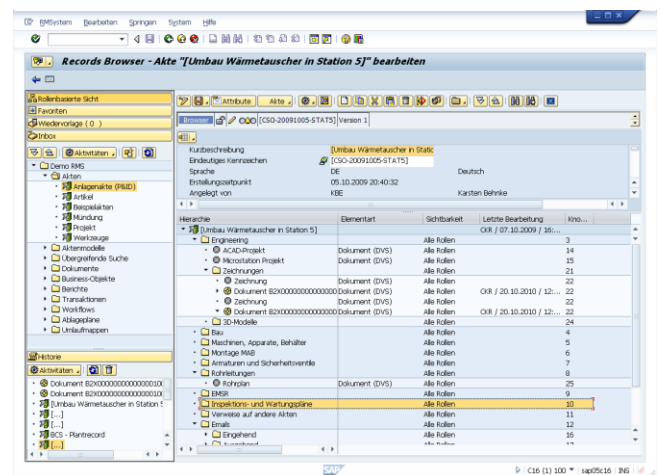 RMSystem Bearbeiten Springen System Hilfe
Records Browser - Akte "[Umbau Wärmetauscher in Station 5]" bearbeiten
Rollenbasierte Sicht
Favoriten
Wiedervorlage ( 0 )
Inbox
Aktivitäten
Demo RMS
Akten
Anlagenakte (P&ID)
Artikel
Beispielakten
Mündung
Projekt
Werkzeuge
Aktenmodelle
Übergreifende Suche
Dokumente
Business-Objekte
Berichte
Transaktionen
Workflows
Ablagepläne
Umlaufmappen
Historie
Aktivitäten
[Umbau Wärmetauscher in Station 5
[...]
BCS - Plantrecord
[...]
Attribute Akte
Browser [CSO-20091005-STAT5] Version 1
Kurzbeschreibung [Umbau Wärmetauscher in Static
Eindeutiges Kennzeichen [CSO-20091005-STAT5]
Sprache DE Deutsch
Erstellungszeitpunkt 05.10.2009 20:40:32
Angelegt von KBE Karsten Behnke
Hierarchie Elementart Sichtbarkeit Letzte Bearbeitung Kno...
[Umbau Wärmetauscher in Station 5] CKR / 07.10.2009 / 16:...
Engineering Alle Rollen 3
ACAD-Projekt Dokument (DVS) Alle Rollen 14
Microstation Projekt Dokument (DVS) Alle Rollen 15
Zeichnungen Alle Rollen 21
Zeichnung Dokument (DVS) Alle Rollen 22
Dokument (DVS) Alle Rollen CKR / 20.10.2010 / 12:... 22
Zeichnung Dokument (DVS) Alle Rollen 22
Dokument (DVS) Alle Rollen CKR / 20.10.2010 / 12:... 22
3D-Modelle Alle Rollen 24
Bau Alle Rollen 4
Maschinen, Apparate, Behälter Alle Rollen 5
Montage MAB Alle Rollen 6
Armaturen und Sicherheitsventile Alle Rollen 7
Rohrleitungen Alle Rollen 8
Rohrplan Dokument (DVS) Alle Rollen 25
EMSR Alle Rollen 9
Inspektions- und Wartungspläne Alle Rollen 10
Verweise auf andere Akten Alle Rollen 11
Emails Alle Rollen 12
Eingehend Alle Rollen 16
SAP C16 (1) 100 sap05c16 INS